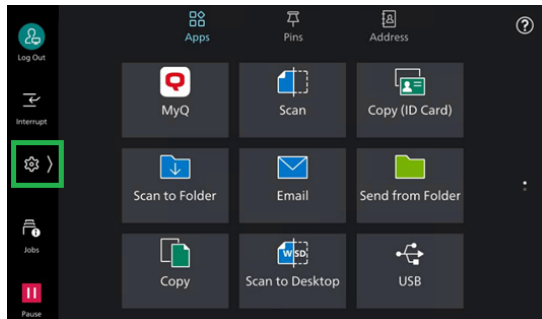 Apps
Pins
Address
?
Log Out
Interrupt
Jobs
Pause
MyQ
Scan
Copy (ID Card)
Scan to Folder
Email
Send from Folder
WSD
Copy
Scan to Desktop
USB